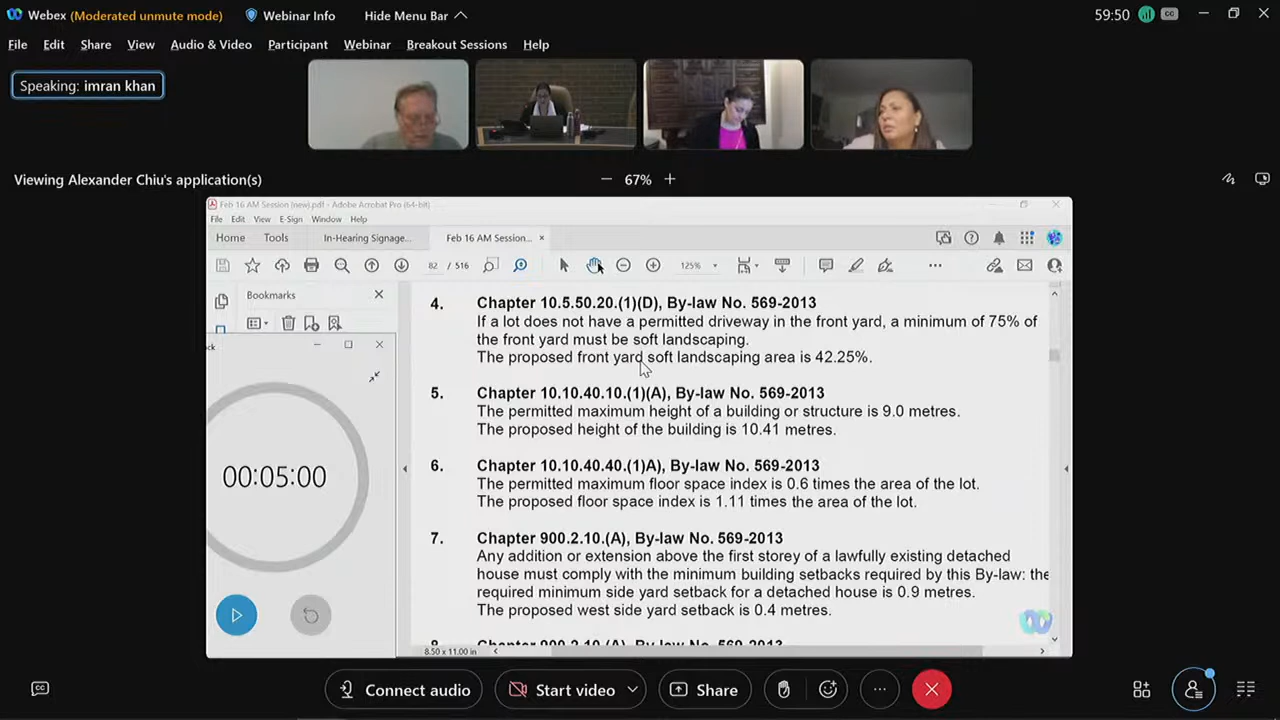 Webex (Moderated unmute mode) Webinar Info Hide Menu Bar 59:50 CC
File Edit Share View Audio & Video Participant Webinar Breakout Sessions Help
Speaking: imran khan
Viewing Alexander Chiu's application(s) 67%
Feb 16 AM Session (new).pdf - Adobe Acrobat Pro (64-bit)
File Edit View E-Sign Window Help
Home Tools In-Hearing Signage... Feb 16 AM Session... ×
82 / 516 125%
Bookmarks
ock
00:05:00
4. Chapter 10.5.50.20.(1)(D), By-law No. 569-2013
If a lot does not have a permitted driveway in the front yard, a minimum of 75% of
the front yard must be soft landscaping.
The proposed front yard soft landscaping area is 42.25%.
5. Chapter 10.10.40.10.(1)(A), By-law No. 569-2013
The permitted maximum height of a building or structure is 9.0 metres.
The proposed height of the building is 10.41 metres.
6. Chapter 10.10.40.40.(1)A), By-law No. 569-2013
The permitted maximum floor space index is 0.6 times the area of the lot.
The proposed floor space index is 1.11 times the area of the lot.
7. Chapter 900.2.10.(A), By-law No. 569-2013
Any addition or extension above the first storey of a lawfully existing detached
house must comply with the minimum building setbacks required by this By-law: the
required minimum side yard setback for a detached house is 0.9 metres.
The proposed west side yard setback is 0.4 metres.
8. Chapter 900.2.10.(A), By-law No. 569-2013
8.50 x 11.00 in
Connect audio Start video Share